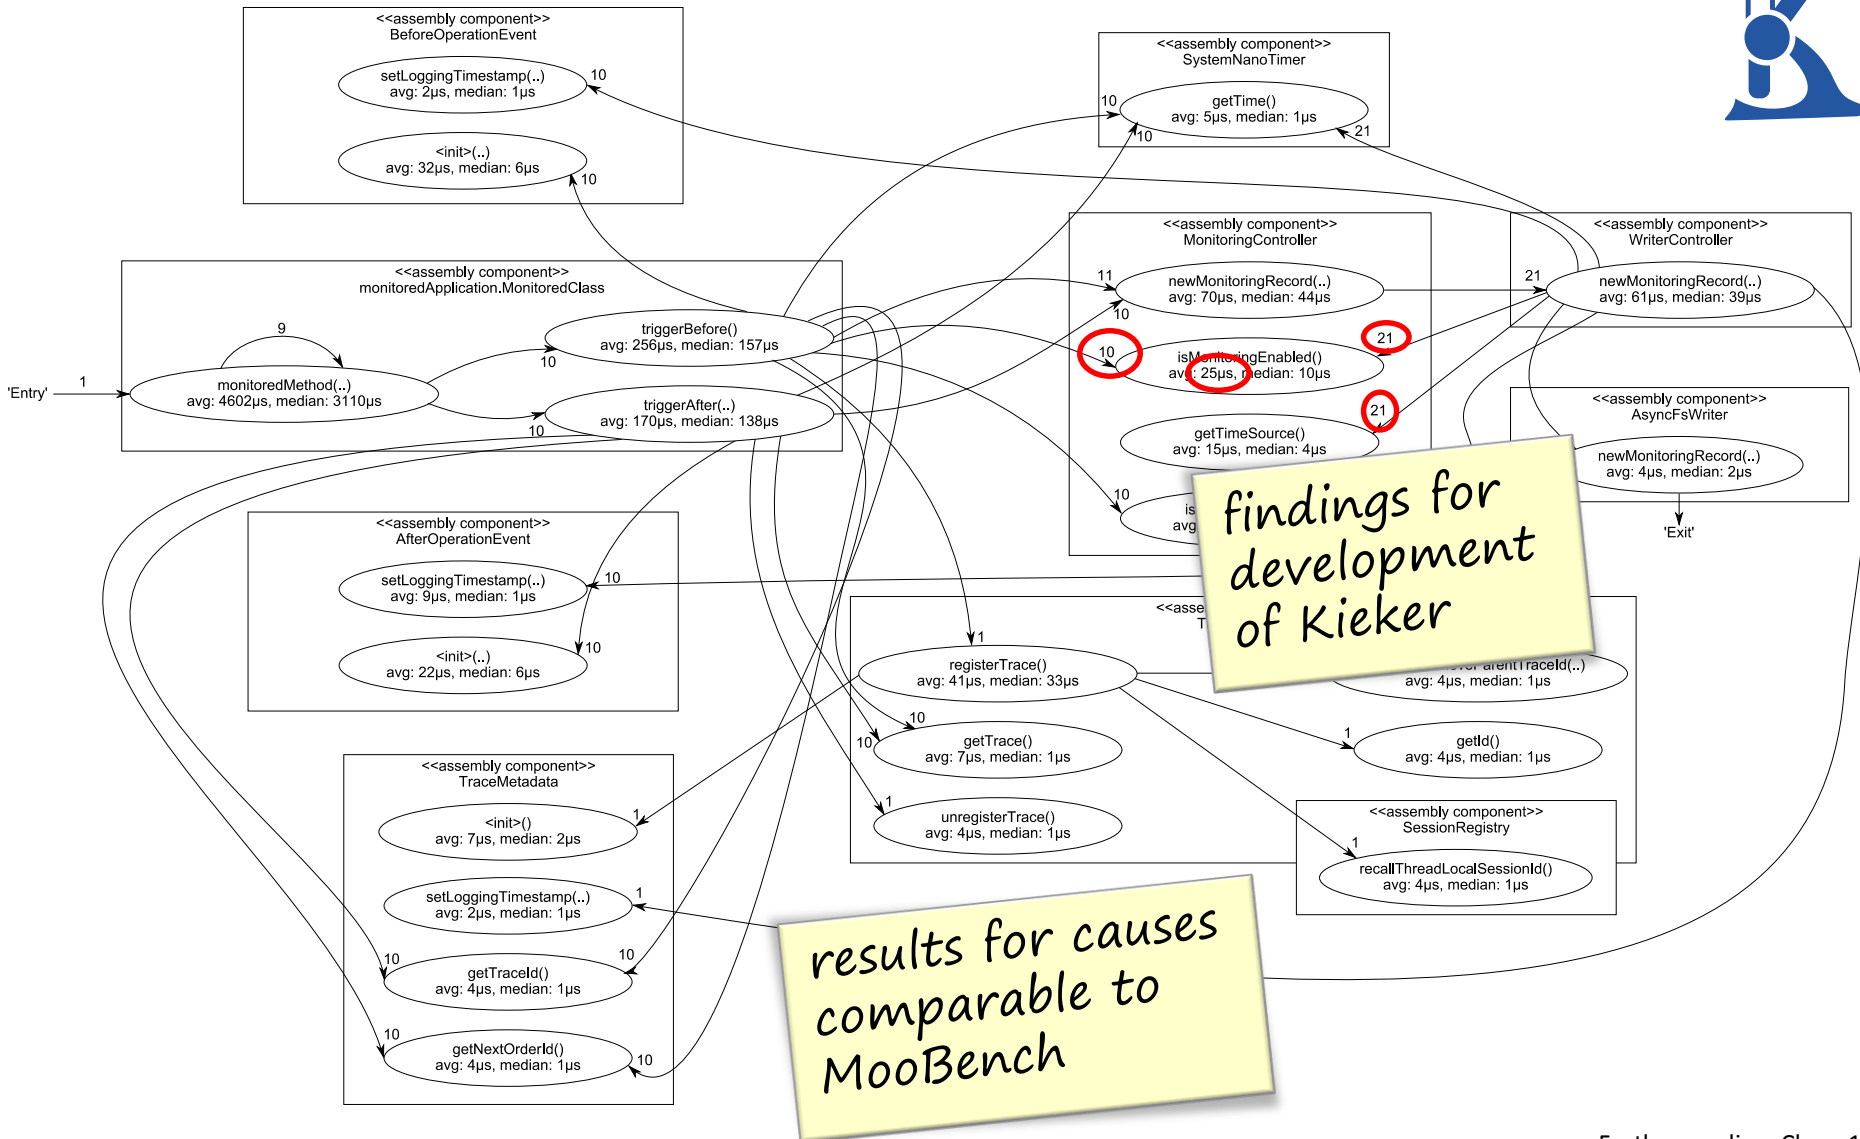 <<assembly component>>
BeforeOperationEvent
setLoggingTimestamp(..)
avg: 2µs, median: 1µs
10
<init>(..)
avg: 32µs, median: 6µs
10
<<assembly component>>
SystemNanoTimer
10
getTime()
avg: 5µs, median: 1µs
10
21
<<assembly component>>
monitoredApplication.MonitoredClass
9
'Entry'
1
monitoredMethod(..)
avg: 4602µs, median: 3110µs
10
triggerBefore()
avg: 256µs, median: 157µs
10
triggerAfter(..)
avg: 170µs, median: 138µs
<<assembly component>>
MonitoringController
11
newMonitoringRecord(..)
avg: 70µs, median: 44µs
10
10
isMonitoringEnabled()
avg: 25µs, median: 10µs
21
21
getTimeSource()
avg: 15µs, median: 4µs
10
is
avg
<<assembly component>>
WriterController
21
newMonitoringRecord(..)
avg: 61µs, median: 39µs
<<assembly component>>
AsyncFsWriter
newMonitoringRecord(..)
avg: 4µs, median: 2µs
'Exit'
findings for
development
of Kieker
<<assembly component>>
AfterOperationEvent
setLoggingTimestamp(..)
avg: 9µs, median: 1µs
10
<init>(..)
avg: 22µs, median: 6µs
10
<<asse
T
1
registerTrace()
avg: 41µs, median: 33µs
ParentTraceId(..)
avg: 4µs, median: 1µs
10
10
getTrace()
avg: 7µs, median: 1µs
1
getId()
avg: 4µs, median: 1µs
1
unregisterTrace()
avg: 4µs, median: 1µs
<<assembly component>>
SessionRegistry
1
recallThreadLocalSessionId()
avg: 4µs, median: 1µs
<<assembly component>>
TraceMetadata
<init>()
avg: 7µs, median: 2µs
1
setLoggingTimestamp(..)
avg: 2µs, median: 1µs
1
10
getTraceId()
avg: 4µs, median: 1µs
10
10
getNextOrderId()
avg: 4µs, median: 1µs
10
results for causes
comparable to
MooBench